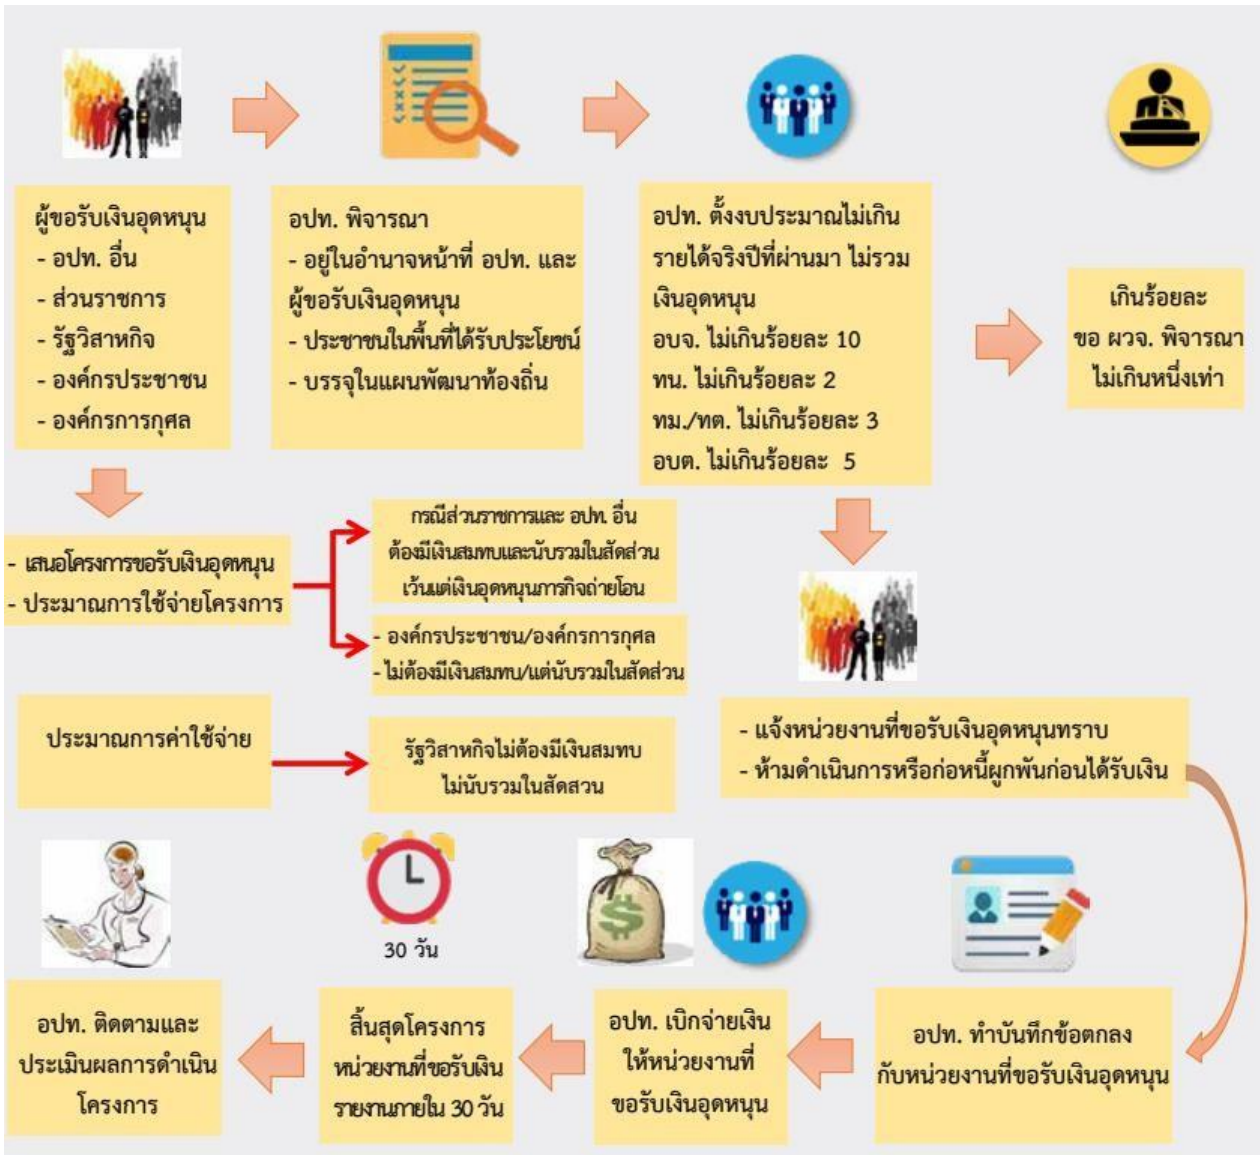 ผู้ขอรับเงินอุดหนุน
- อปท. อื่น
- ส่วนราชการ
- รัฐวิสาหกิจ
- องค์กรประชาชน
- องค์กรการกุศล
อปท. พิจารณา
- อยู่ในอำนาจหน้าที่ อปท. และ
ผู้ขอรับเงินอุดหนุน
- ประชาชนในพื้นที่ได้รับประโยชน์
- บรรจุในแผนพัฒนาท้องถิ่น
อปท. ตั้งงบประมาณไม่เกิน
รายได้จริงปีที่ผ่านมา ไม่รวม
เงินอุดหนุน
อบจ. ไม่เกินร้อยละ 10
ทน. ไม่เกินร้อยละ 2
ทม./ทต. ไม่เกินร้อยละ 3
อบต. ไม่เกินร้อยละ 5
เกินร้อยละ
ขอ ผวจ. พิจารณา
ไม่เกินหนึ่งเท่า
- เสนอโครงการขอรับเงินอุดหนุน
- ประมาณการใช้จ่ายโครงการ
กรณีส่วนราชการและ อปท. อื่น
ต้องมีเงินสมทบและนับรวมในสัดส่วน
เว้นแต่เงินอุดหนุนภารกิจถ่ายโอน
- องค์กรประชาชน/องค์กรการกุศล
- ไม่ต้องมีเงินสมทบ/แต่นับรวมในสัดส่วน
ประมาณการค่าใช้จ่าย
รัฐวิสาหกิจไม่ต้องมีเงินสมทบ
ไม่นับรวมในสัดสวน
- แจ้งหน่วยงานที่ขอรับเงินอุดหนุนทราบ
- ห้ามดำเนินการหรือก่อหนี้ผูกพันก่อนได้รับเงิน
30 วัน
อปท. ติดตามและ
ประเมินผลการดำเนิน
โครงการ
สิ้นสุดโครงการ
หน่วยงานที่ขอรับเงิน
รายงานภายใน 30 วัน
อปท. เบิกจ่ายเงิน
ให้หน่วยงานที่
ขอรับเงินอุดหนุน
อปท. ทำบันทึกข้อตกลง
กับหน่วยงานที่ขอรับเงินอุดหนุน